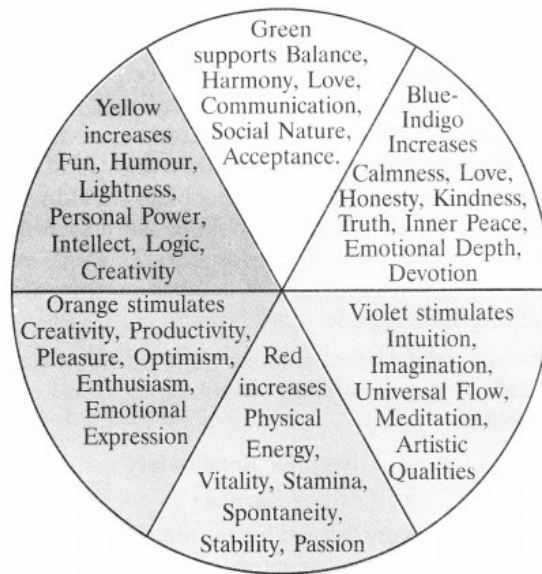 Green
supports Balance,
Harmony, Love,
Communication,
Social Nature,
Acceptance.
Blue-
Indigo
Increases
Calmness, Love,
Honesty, Kindness,
Truth, Inner Peace,
Emotional Depth,
Devotion
Violet stimulates
Intuition,
Imagination,
Universal Flow,
Meditation,
Artistic
Qualities
Red
increases
Physical
Energy,
Vitality, Stamina,
Spontaneity,
Stability, Passion
Orange stimulates
Creativity, Productivity,
Pleasure, Optimism,
Enthusiasm,
Emotional
Expression
Yellow
increases
Fun, Humour,
Lightness,
Personal Power,
Intellect, Logic,
Creativity